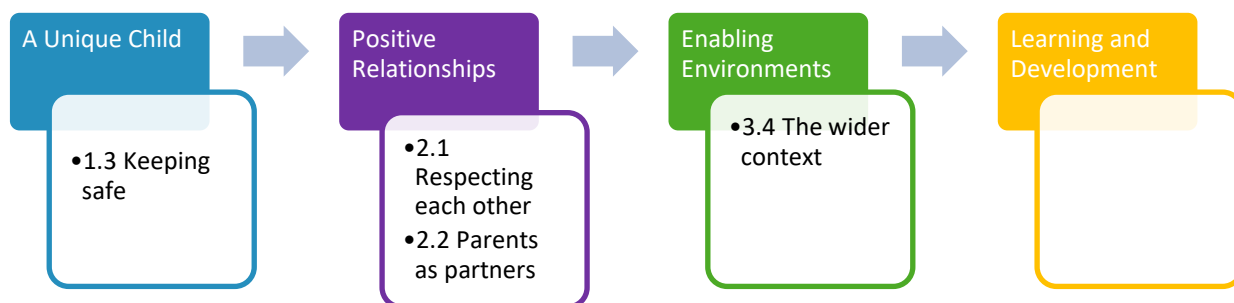 A Unique Child
•1.3 Keeping
safe
Positive
Relationships
•2.1
Respecting
each other
•2.2 Parents
as partners
Enabling
Environments
•3.4 The wider
context
Learning and
Development